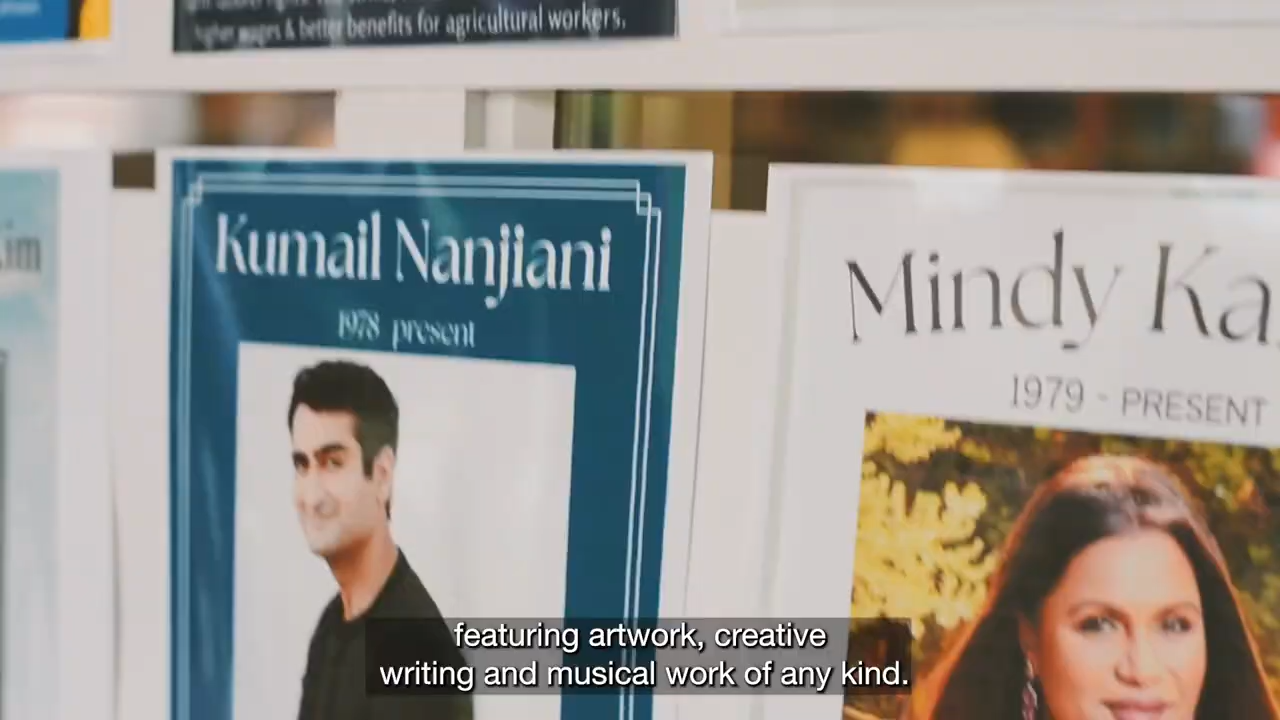 higher wages & better benefits for agricultural workers.
im
Kumail Nanjiani
1978 present
Mindy Ka
1979 - PRESENT
featuring artwork, creative
writing and musical work of any kind.